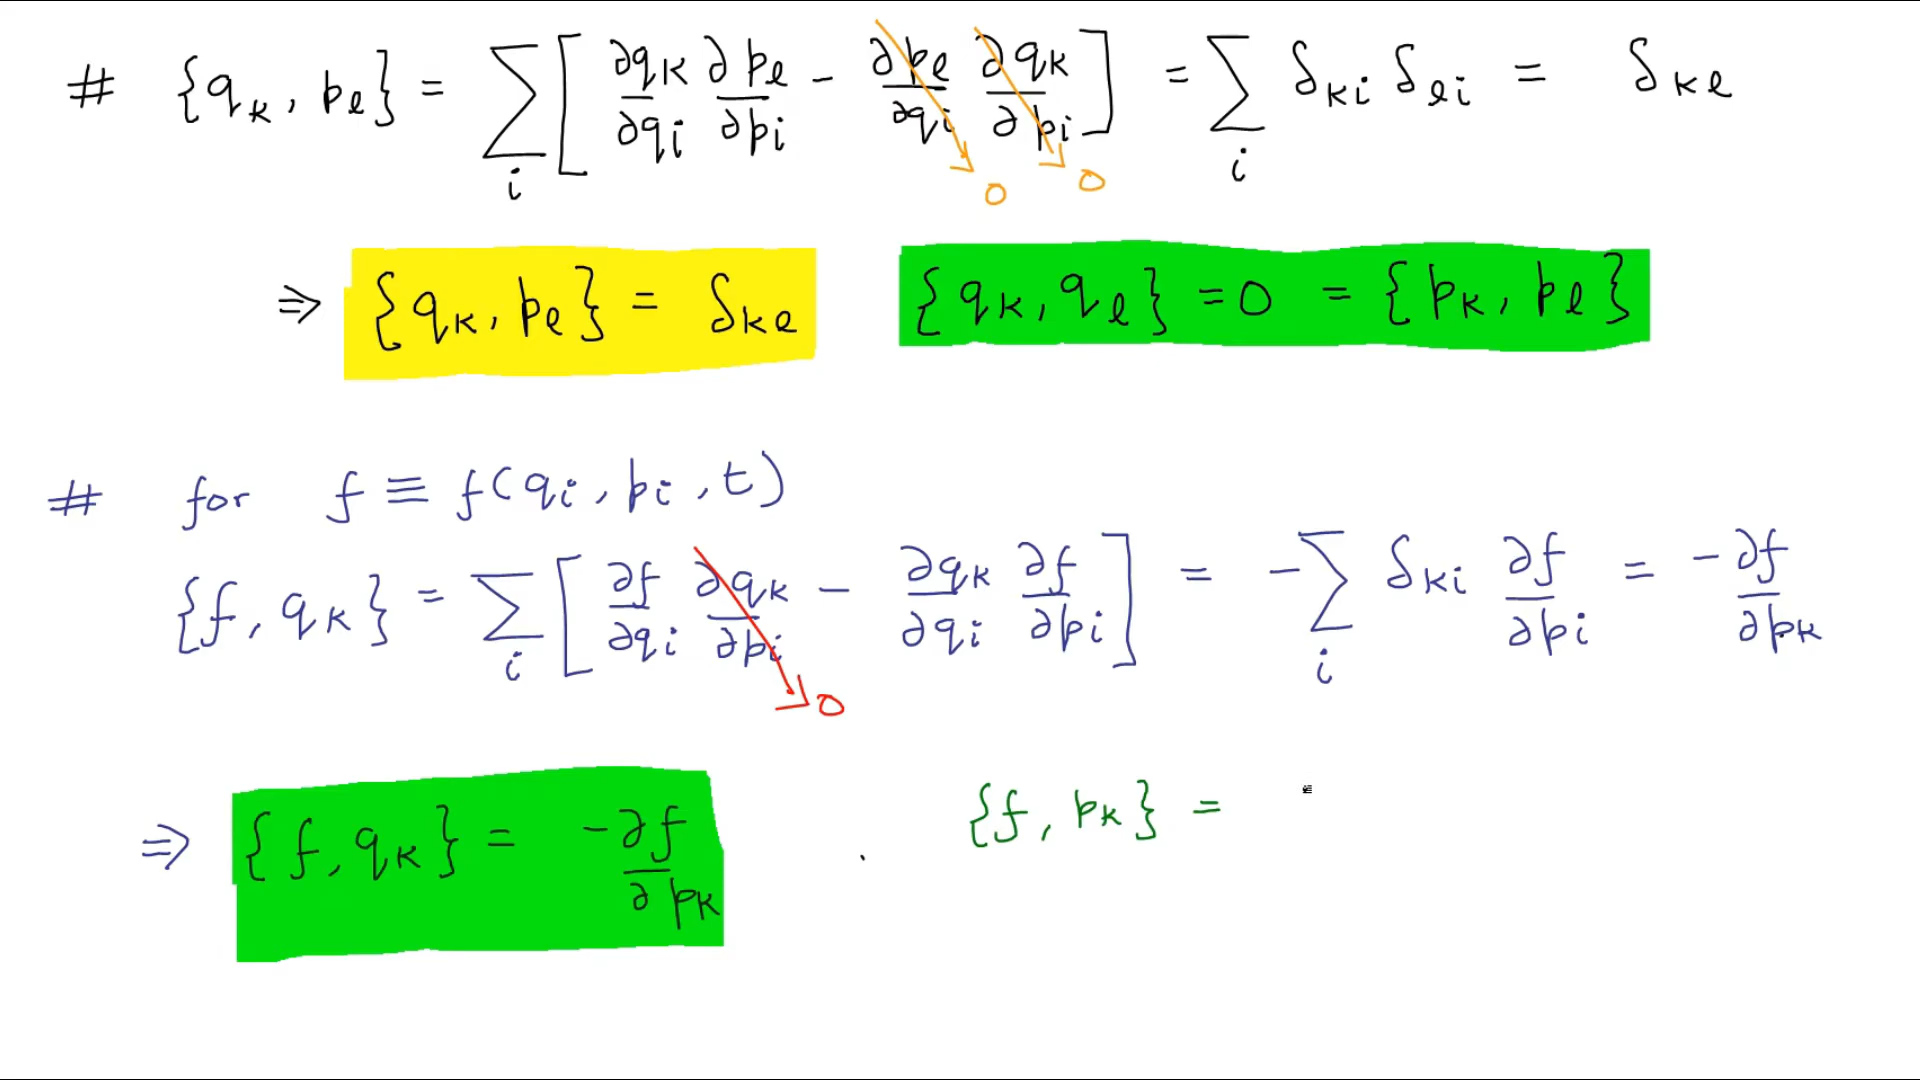 # {q_k, p_l} = Σ_i [ ∂q_k/∂q_i ∂p_l/∂p_i − ∂p_l/∂q_i ∂q_k/∂p_i ] = Σ_i δ_ki δ_li = δ_kl
0 0
⇒ {q_k, p_l} = δ_kl {q_k, q_l} = 0 = {p_k, p_l}
# for f ≡ f(q_i, p_i, t)
{f, q_k} = Σ_i [ ∂f/∂q_i ∂q_k/∂p_i − ∂q_k/∂q_i ∂f/∂p_i ] = −Σ_i δ_ki ∂f/∂p_i = −∂f/∂p_k
0
⇒ {f, q_k} = −∂f/∂p_k . {f, p_k} =